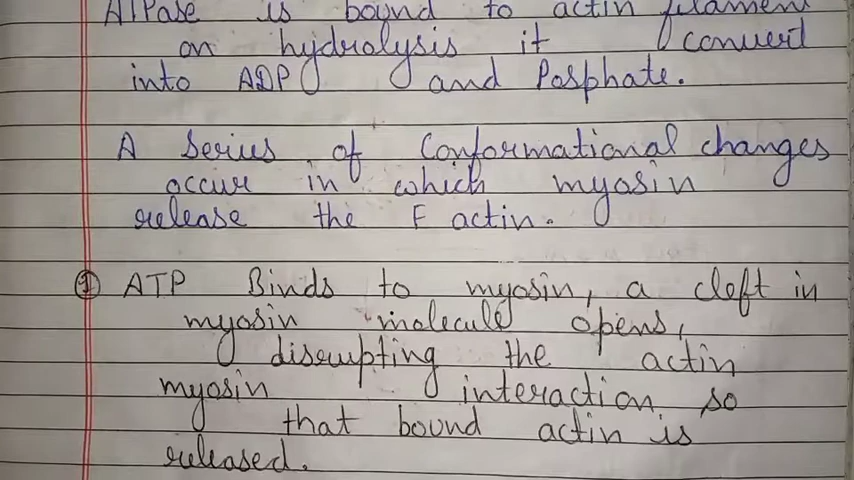 ATPase is bound to actin filament
on hydrolysis it convert
into ADP and Posphate.
A Series of Conformational changes
occur in which myosin
release the F actin.
① ATP Binds to myosin, a cleft in
myosin molecule opens,
disrupting the actin
myosin interaction so
that bound actin is
released.